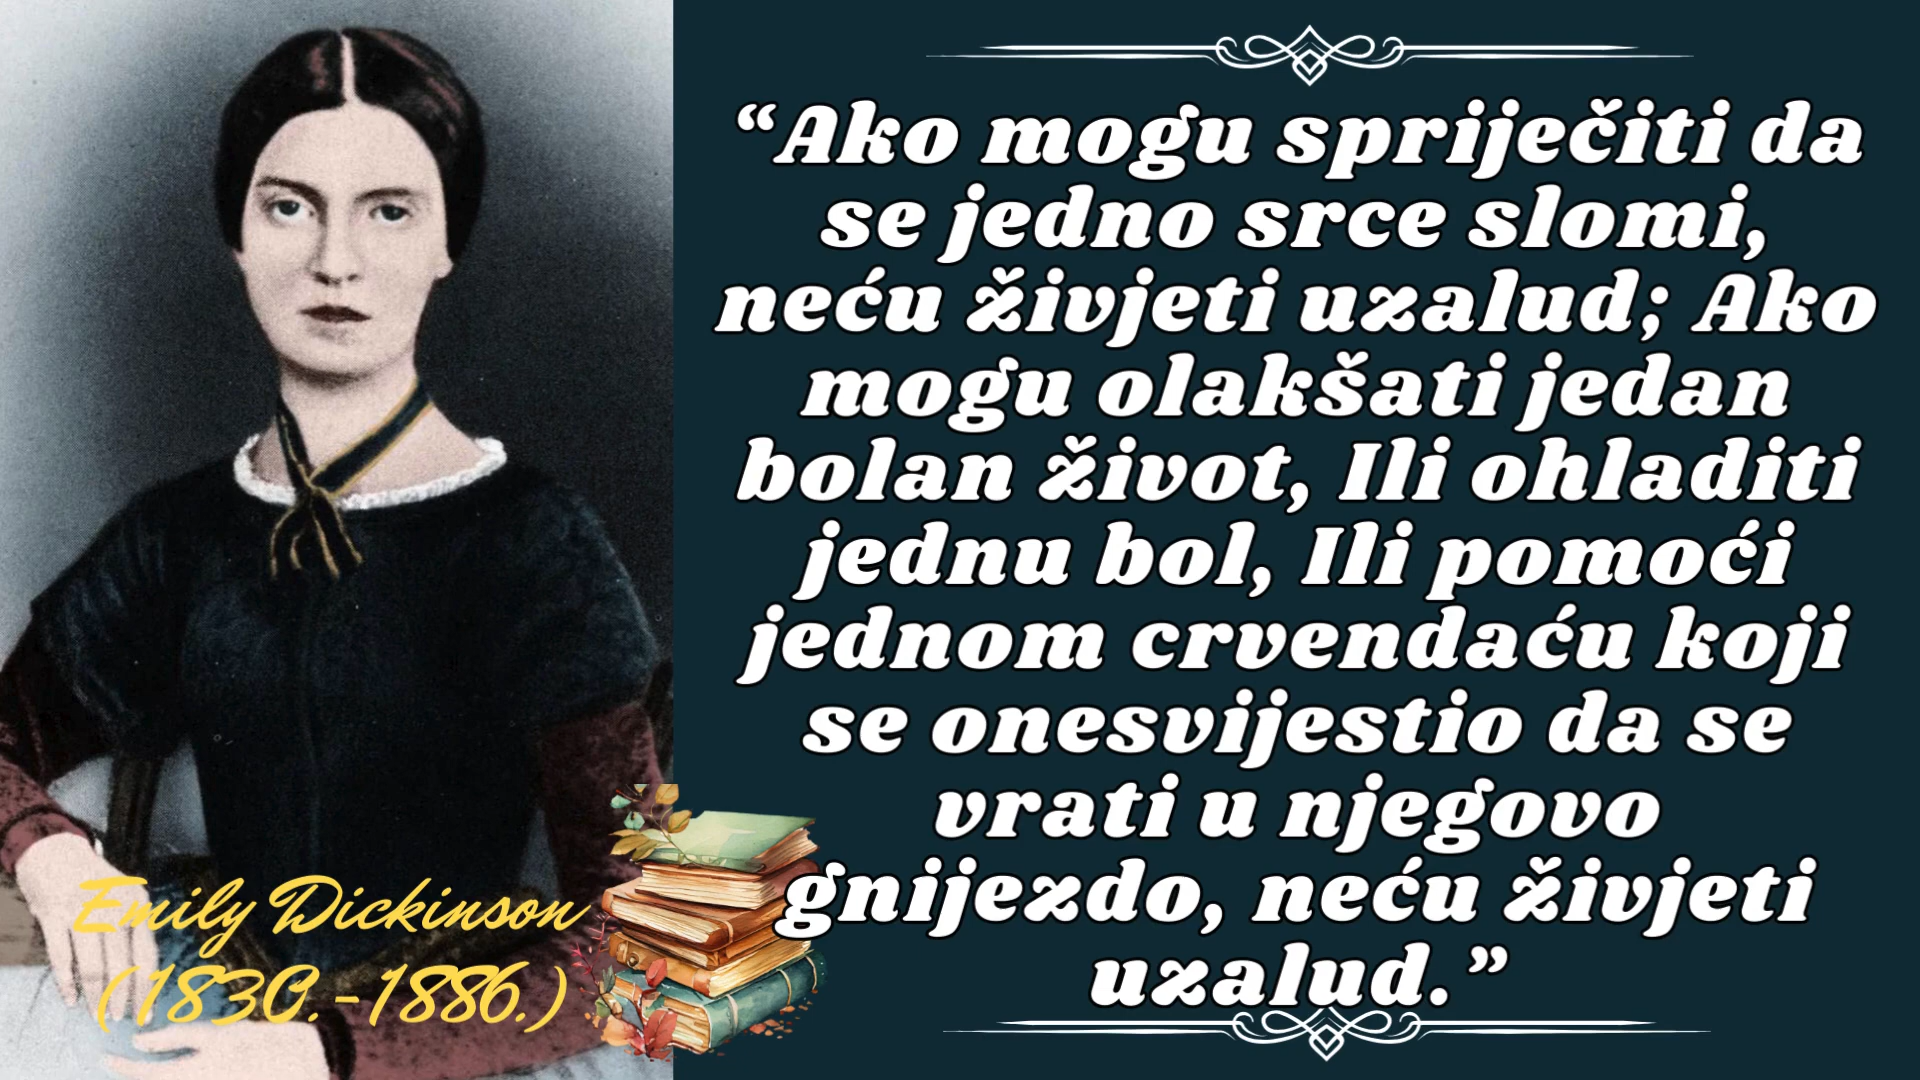 “Ako mogu spriječiti da
se jedno srce slomi,
neću živjeti uzalud; Ako
mogu olakšati jedan
bolan život, Ili ohladiti
jednu bol, Ili pomoći
jednom crvendaću koji
se onesvijestio da se
vrati u njegovo
gnijezdo, neću živjeti
uzalud.”
Emily Dickinson
(1830. - 1886.)